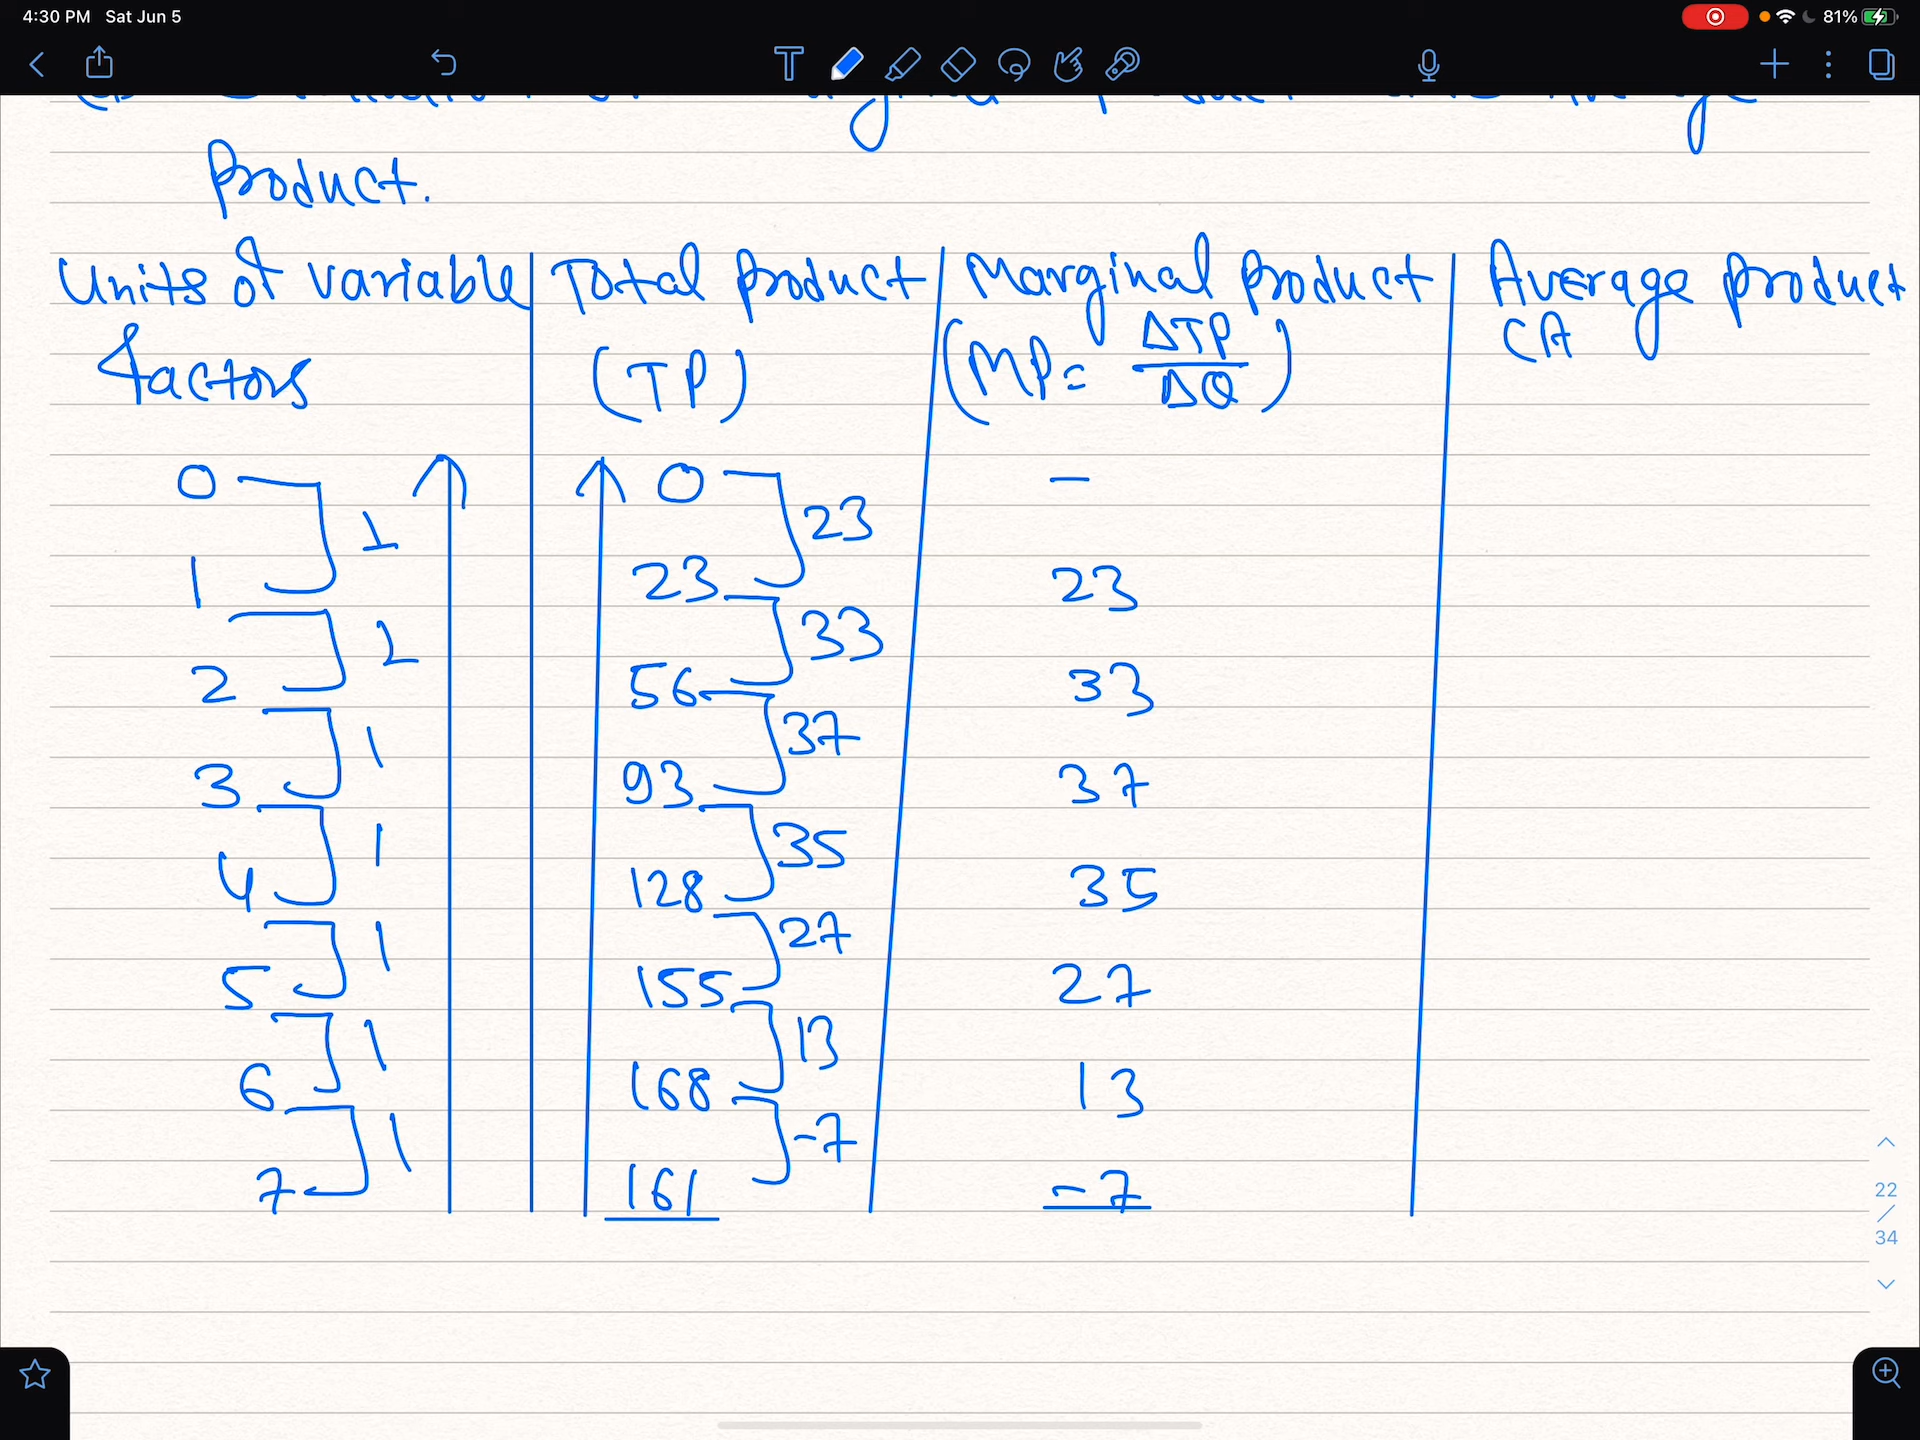 4:30 PM Sat Jun 5
81%
product.
Units of variable factors
Total product (TP)
Marginal product (MP = ΔTP / ΔQ)
Average product (A
0 0 —
1 23
1 23 23
1 33
2 56 33
1 37
3 93 37
1 35
4 128 35
1 27
5 155 27
1 13
6 168 13
1 -7
7 161 -7
22
/
34